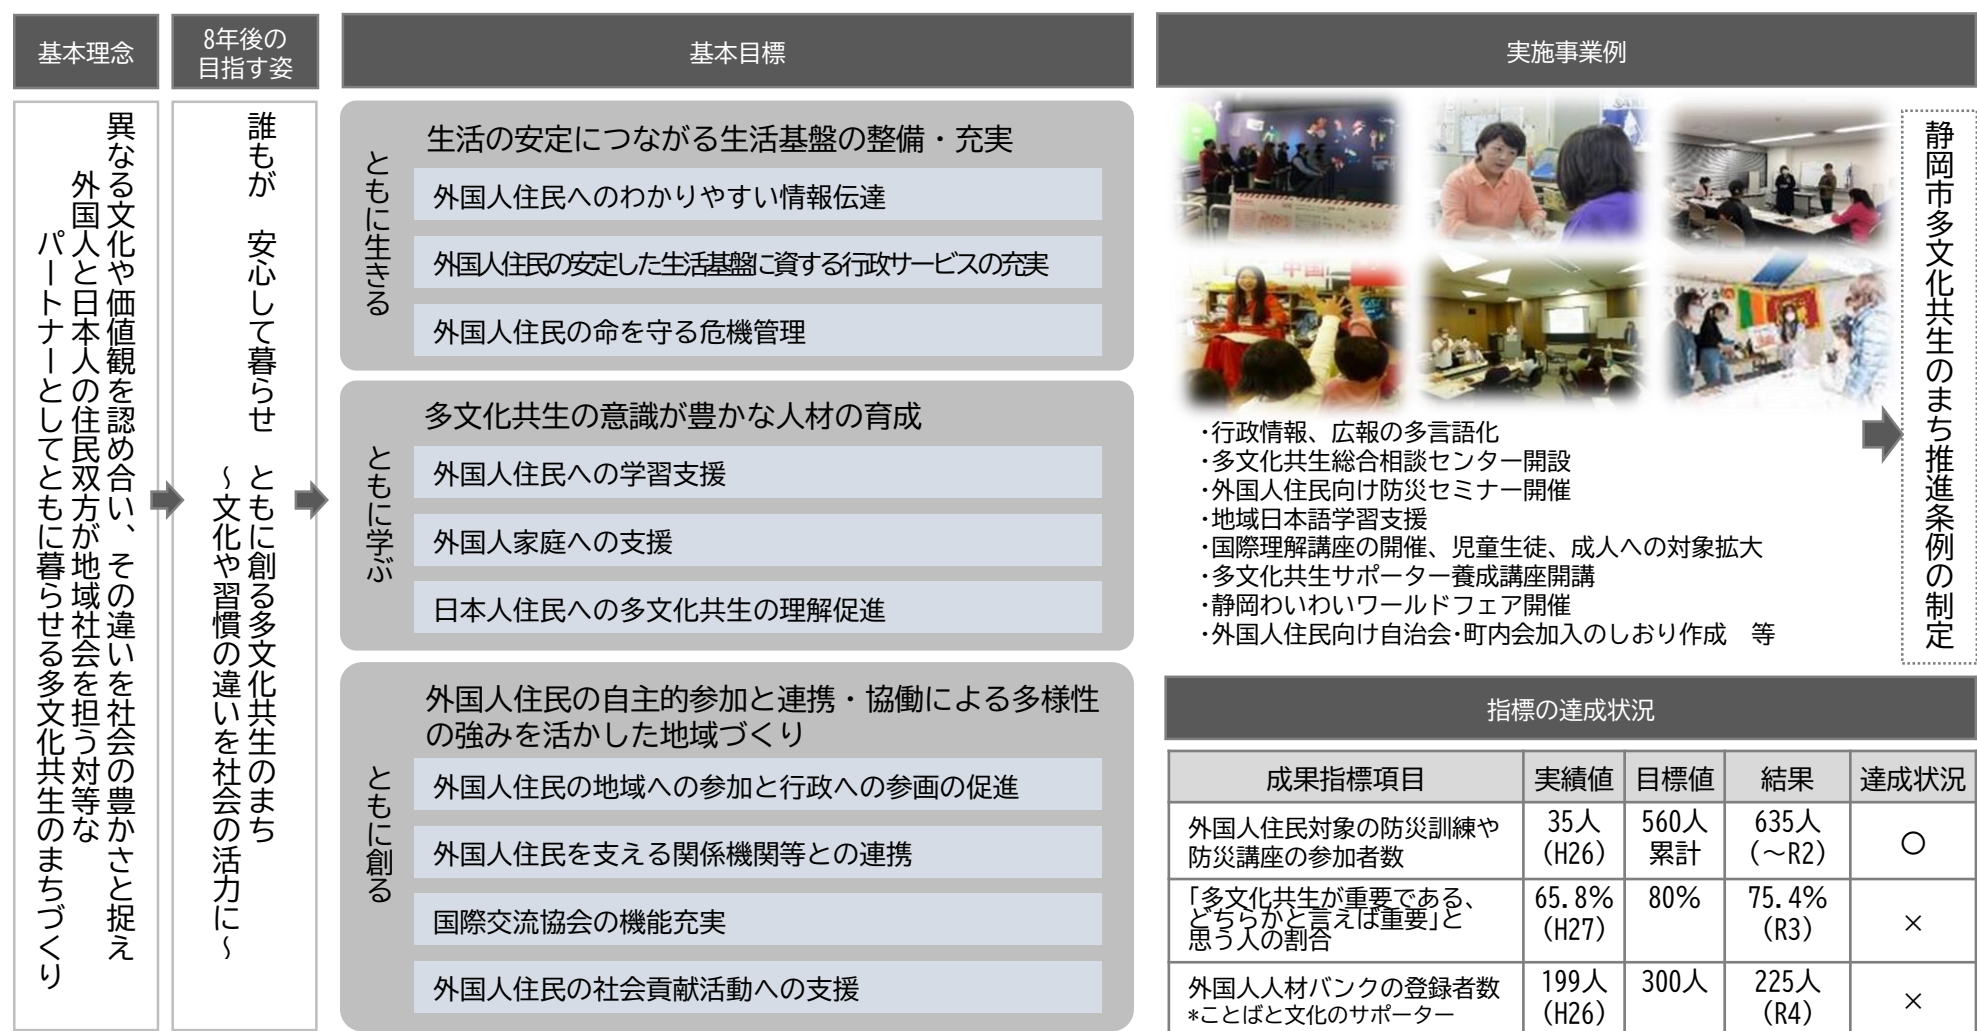 基本理念
異なる文化や価値観を認め合い、その違いを社会の豊かさと捉え
外国人と日本人の住民双方が地域社会を担う対等な
パートナーとしてともに暮らせる多文化共生のまちづくり
8年後の
目指す姿
誰もが　安心して暮らせ　ともに創る多文化共生のまち
～文化や習慣の違いを社会の活力に～
基本目標
ともに生きる
生活の安定につながる生活基盤の整備・充実
外国人住民へのわかりやすい情報伝達
外国人住民の安定した生活基盤に資する行政サービスの充実
外国人住民の命を守る危機管理
ともに学ぶ
多文化共生の意識が豊かな人材の育成
外国人住民への学習支援
外国人家庭への支援
日本人住民への多文化共生の理解促進
ともに創る
外国人住民の自主的参加と連携・協働による多様性
の強みを活かした地域づくり
外国人住民の地域への参加と行政への参画の促進
外国人住民を支える関係機関等との連携
国際交流協会の機能充実
外国人住民の社会貢献活動への支援
実施事業例
中国
・行政情報、広報の多言語化
・多文化共生総合相談センター開設
・外国人住民向け防災セミナー開催
・地域日本語学習支援
・国際理解講座の開催、児童生徒、成人への対象拡大
・多文化共生サポーター養成講座開講
・静岡わいわいワールドフェア開催
・外国人住民向け自治会・町内会加入のしおり作成　等
静岡市多文化共生のまち推進条例の制定
指標の達成状況
成果指標項目 実績値 目標値 結果 達成状況
外国人住民対象の防災訓練や
防災講座の参加者数
35人
(H26)
560人
累計
635人
(～R2)
○
「多文化共生が重要である、
どちらかと言えば重要」と
思う人の割合
65.8%
(H27)
80%
75.4%
(R3)
×
外国人人材バンクの登録者数
*ことばと文化のサポーター
199人
(H26)
300人
225人
(R4)
×